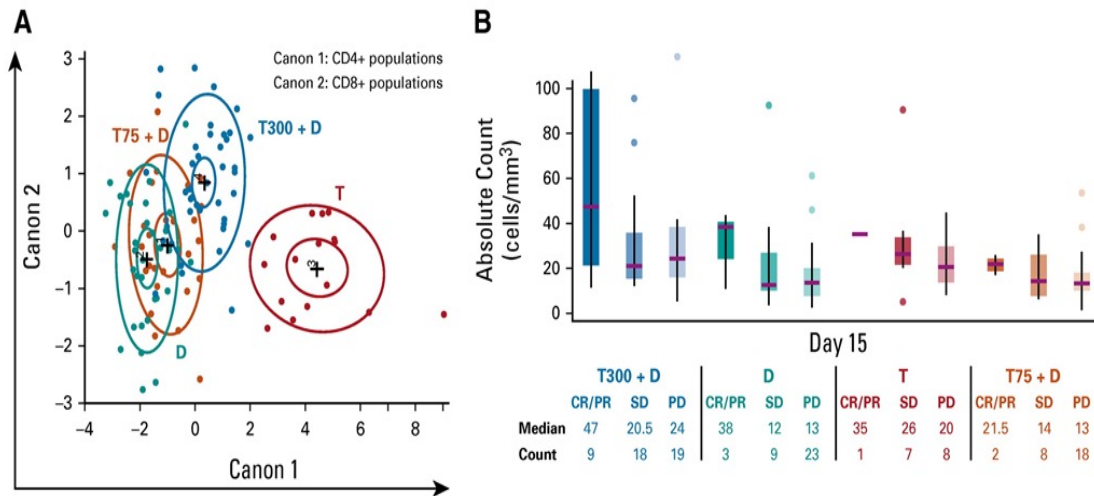 A
3
2
1
0
−1
−2
−3
−4
−2
0
2
4
6
8
Canon 1
Canon 2
Canon 1: CD4+ populations
Canon 2: CD8+ populations
T75 + D
T300 + D
T
D
3
B
Absolute Count
(cells/mm³)
100
80
60
40
20
0
Day 15
T300 + D D T T75 + D
CR/PR SD PD CR/PR SD PD CR/PR SD PD CR/PR SD PD
Median 47 20.5 24 38 12 13 35 26 20 21.5 14 13
Count 9 18 19 3 9 23 1 7 8 2 8 18